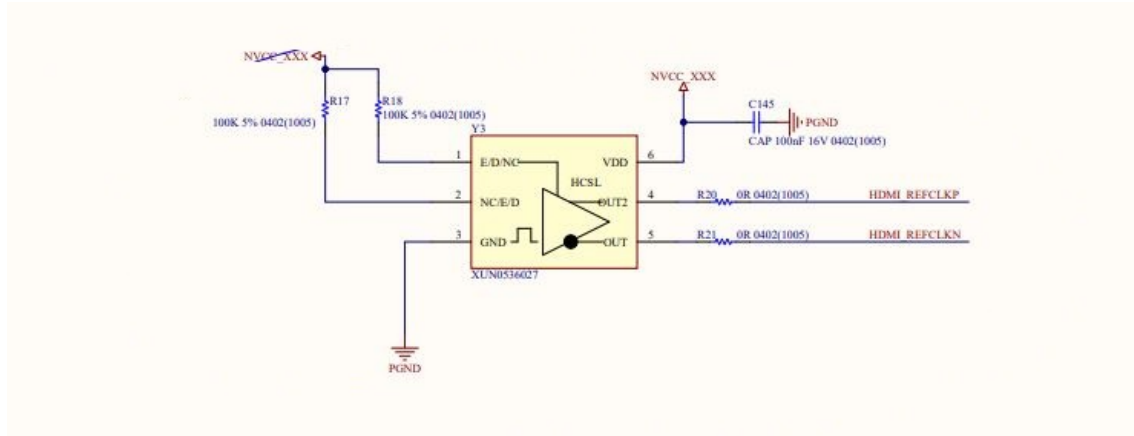 NVCC_XXX
R17
100K 5% 0402(1005)
R18
100K 5% 0402(1005)
Y3
1
E/D/NC
2
NC/E/D
3
GND
HCSL
VDD
6
OUT2
4
OUT
5
XUN0536027
PGND
NVCC_XXX
C145
PGND
CAP 100nF 16V 0402(1005)
R20 0R 0402(1005) HDMI_REFCLKP
R21 0R 0402(1005) HDMI_REFCLKN